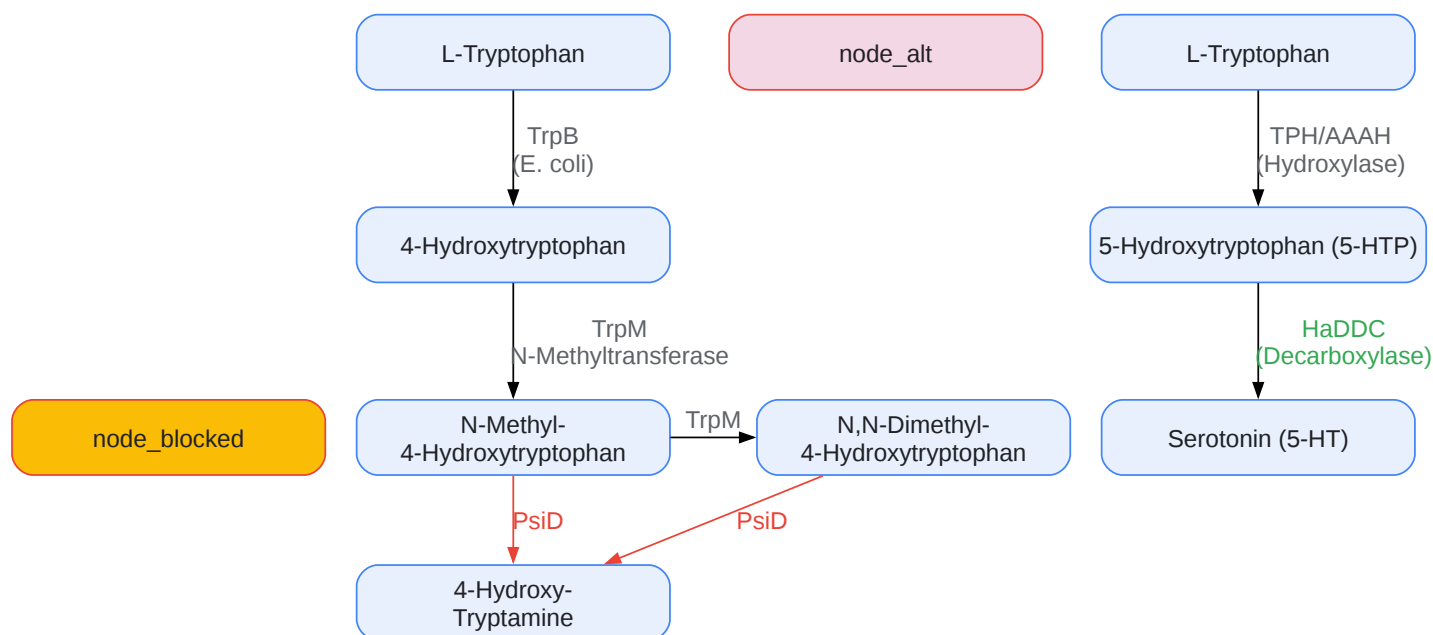 L-Tryptophan
node_alt
L-Tryptophan
TrpB
(E. coli)
TPH/AAAH
(Hydroxylase)
4-Hydroxytryptophan
5-Hydroxytryptophan (5-HTP)
TrpM
N-Methyltransferase
HaDDC
(Decarboxylase)
node_blocked
N-Methyl-
4-Hydroxytryptophan
TrpM
N,N-Dimethyl-
4-Hydroxytryptophan
Serotonin (5-HT)
PsiD
PsiD
4-Hydroxy-
Tryptamine